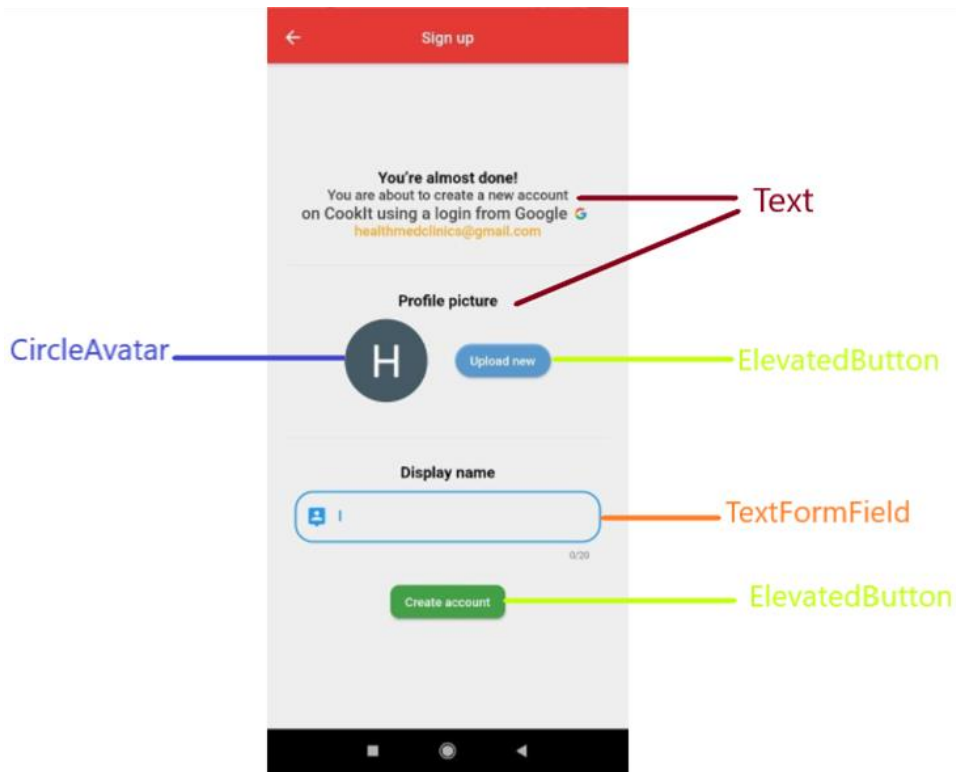 Sign up
You're almost done!
You are about to create a new account
on CookIt using a login from Google G
healthmedclinics@gmail.com
Text
Profile picture
CircleAvatar
H
Upload new
ElevatedButton
Display name
TextFormField
0/20
Create account
ElevatedButton